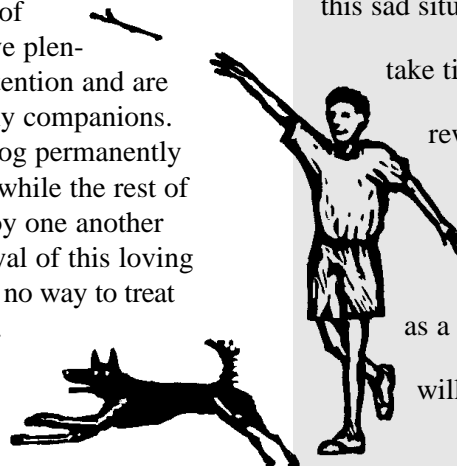 of
ve plen-
tention and are
y companions.
og permanently
while the rest of
by one another
val of this loving
no way to treat
this sad situ
take ti
rev
as a
will